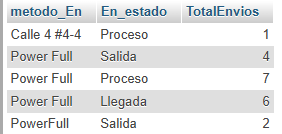 metodo_En En_estado TotalEnvios
Calle 4 #4-4 Proceso 1
Power Full Salida 4
Power Full Proceso 7
Power Full Llegada 6
PowerFull Salida 2